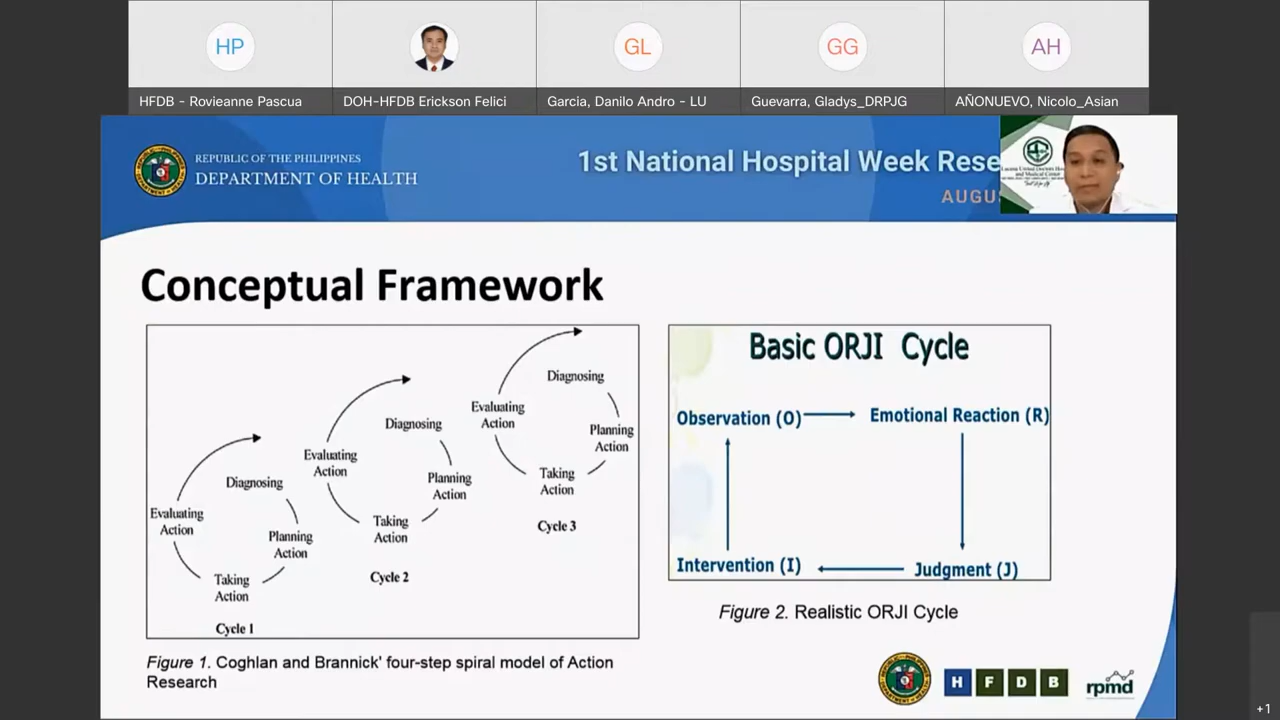 HP
GL
GG
AH
HFDB - Rovieanne Pascua
DOH-HFDB Erickson Felici
Garcia, Danilo Andro - LU
Guevarra, Gladys_DRPJG
AÑONUEVO, Nicolo_Asian
REPUBLIC OF THE PHILIPPINES
DEPARTMENT OF HEALTH
1st National Hospital Week Rese
AUGU
Conceptual Framework
Diagnosing
Evaluating
Action
Planning
Action
Taking
Action
Cycle 1
Diagnosing
Evaluating
Action
Planning
Action
Taking
Action
Cycle 2
Diagnosing
Evaluating
Action
Planning
Action
Taking
Action
Cycle 3
Figure 1. Coghlan and Brannick' four-step spiral model of Action
Research
Basic ORJI Cycle
Observation (O)
Emotional Reaction (R)
Intervention (I)
Judgment (J)
Figure 2. Realistic ORJI Cycle
H F D B
rpmd
+1